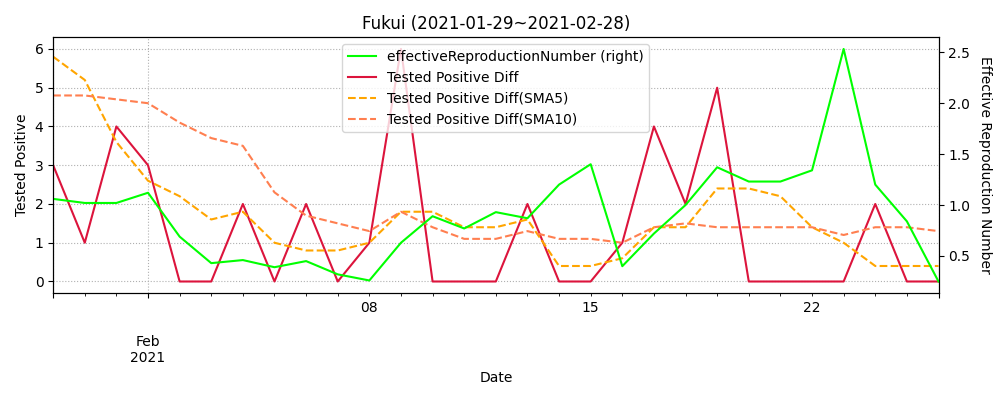 Fukui (2021-01-29~2021-02-28)
effectiveReproductionNumber (right)
Tested Positive Diff
Tested Positive Diff(SMA5)
Tested Positive Diff(SMA10)
Tested Positive
6
5
4
3
2
1
0
2.5
2.0
1.5
1.0
0.5
Effective Reproduction Number
08
15
22
Feb
2021
Date